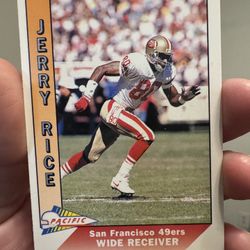 JERRY RICE
80
PACIFIC
San Francisco 49ers
WIDE RECEIVER